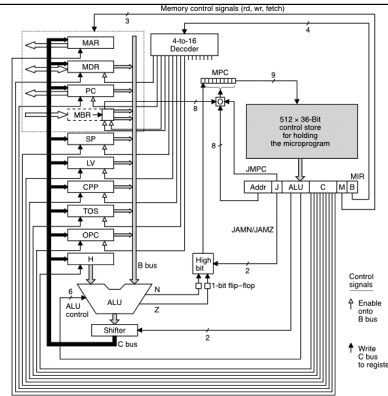 Memory control signals (rd, wr, fetch)
3
4
MAR
4-to-16
Decoder
MDR
MPC
9
PC
O
8
MBR
512 × 36-Bit
control store
for holding
the microprogram
SP
LV
JMPC
8
MIR
CPP
Addr J ALU C M B
TOS
JAMN/JAMZ
OPC
B bus
H
High
bit
2
Control
signals
6
ALU
control
ALU
N
Z
1-bit flip–flop
Enable
onto
B bus
Shifter
2
C bus
Write
C bus
to registe